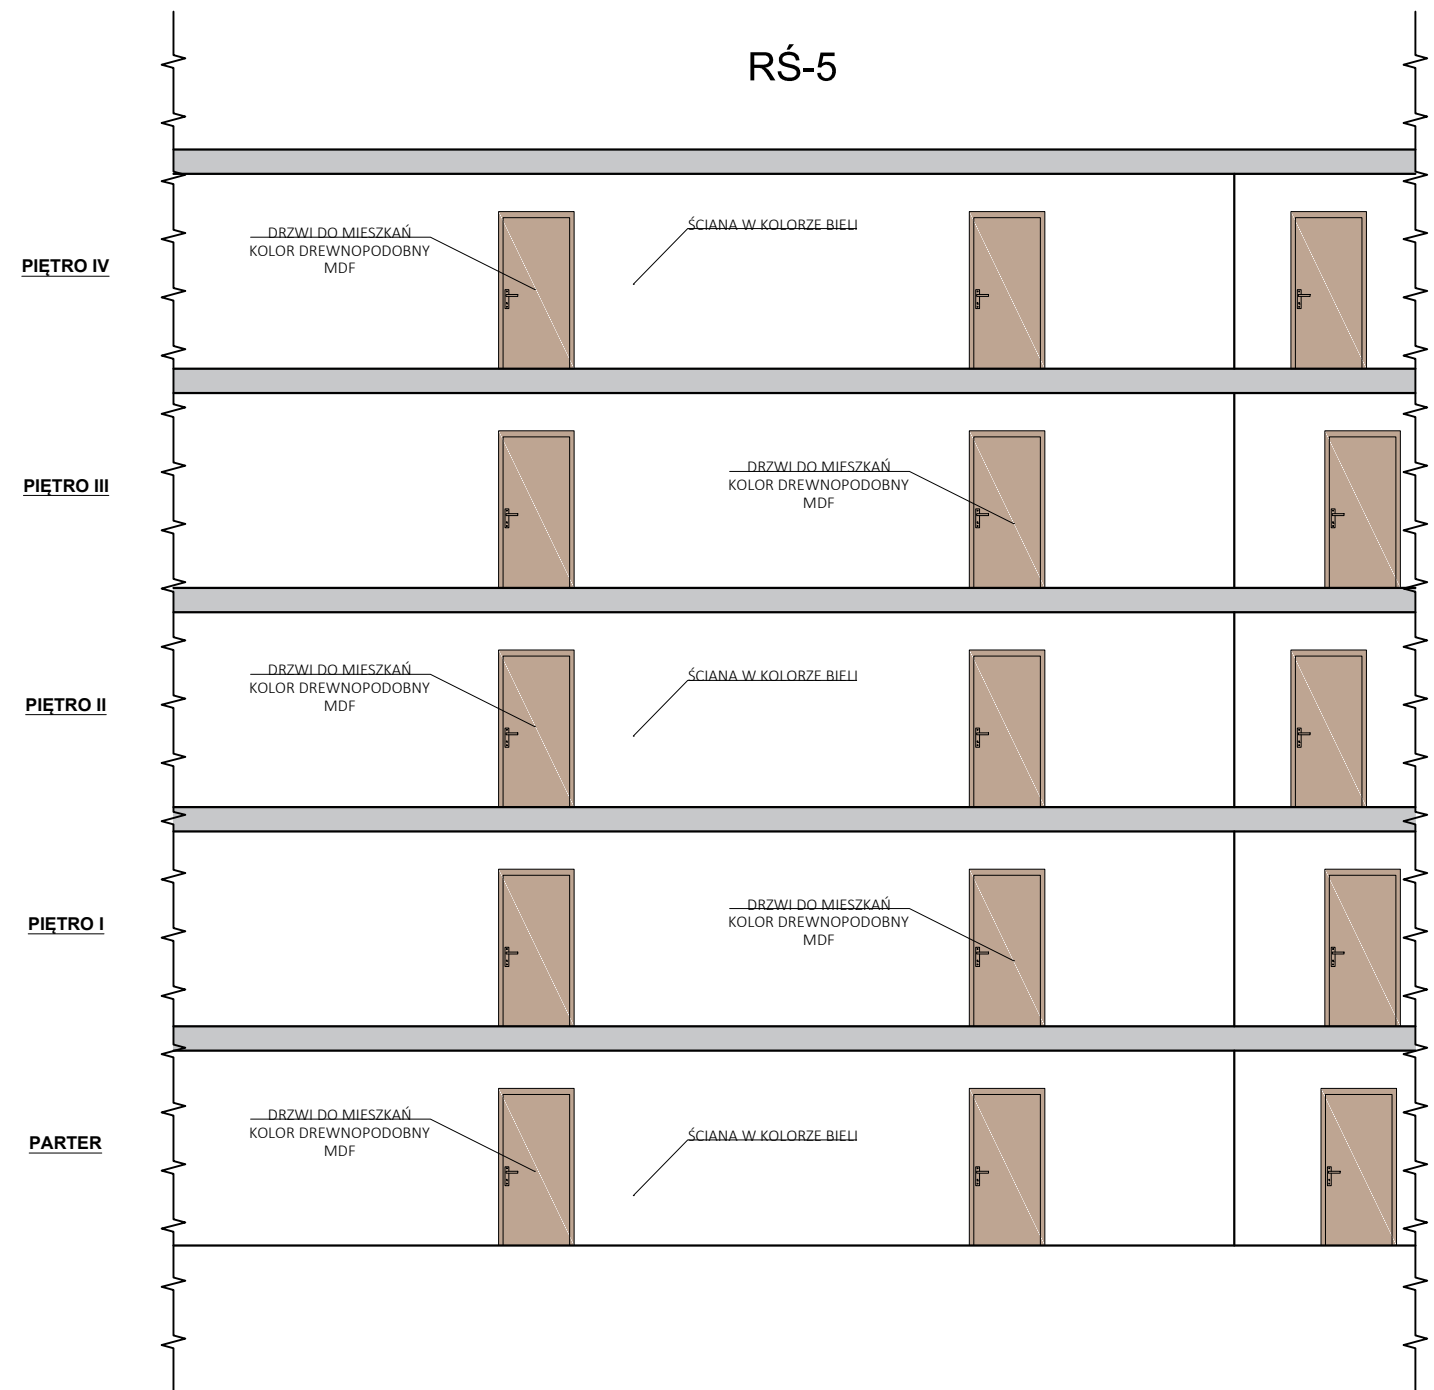 RŚ-5
PIĘTRO IV
DRZWI DO MIESZKAŃ
KOLOR DREWNOPODOBNY
MDF
ŚCIANA W KOLORZE BIELI
PIĘTRO III
DRZWI DO MIESZKAŃ
KOLOR DREWNOPODOBNY
MDF
PIĘTRO II
DRZWI DO MIESZKAŃ
KOLOR DREWNOPODOBNY
MDF
ŚCIANA W KOLORZE BIELI
PIĘTRO I
DRZWI DO MIESZKAŃ
KOLOR DREWNOPODOBNY
MDF
PARTER
DRZWI DO MIESZKAŃ
KOLOR DREWNOPODOBNY
MDF
ŚCIANA W KOLORZE BIELI